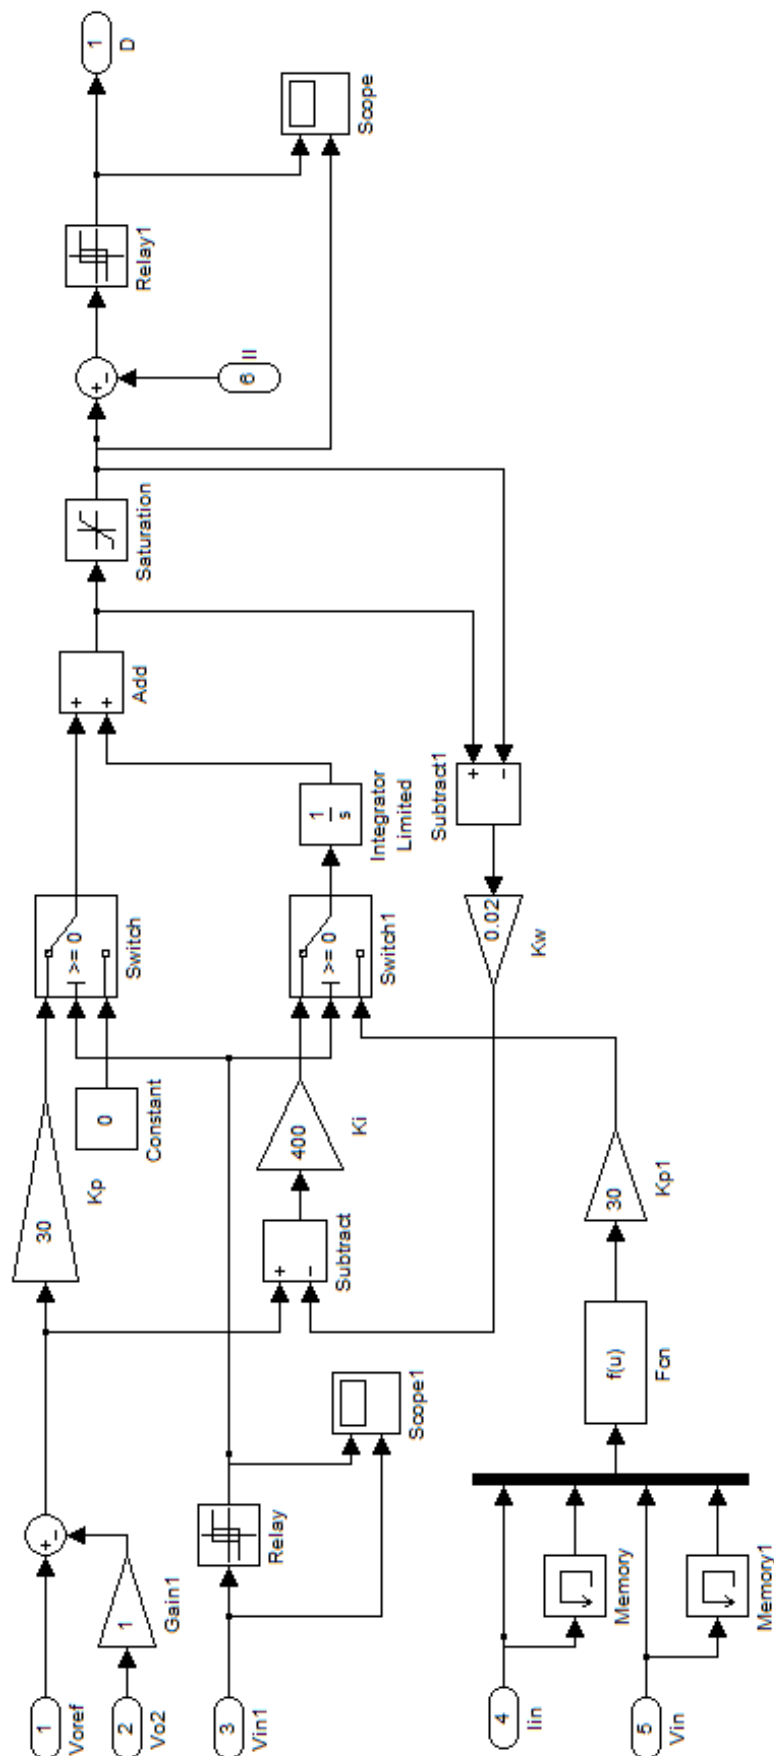 1
Voref
2
Vo2
1
Gain1
+
-
3
Vin1
Relay
Scope1
4
Iin
5
Vin
Memory
Memory1
f(u)
Fcn
30
Kp1
30
Kp
0
Constant
+
-
Subtract
400
Ki
>= 0
Switch
>= 0
Switch1
1
s
Integrator
Limited
+
-
Subtract1
0.02
Kw
+
+
Add
Saturation
+
-
6
Il
Relay1
Scope
1
D